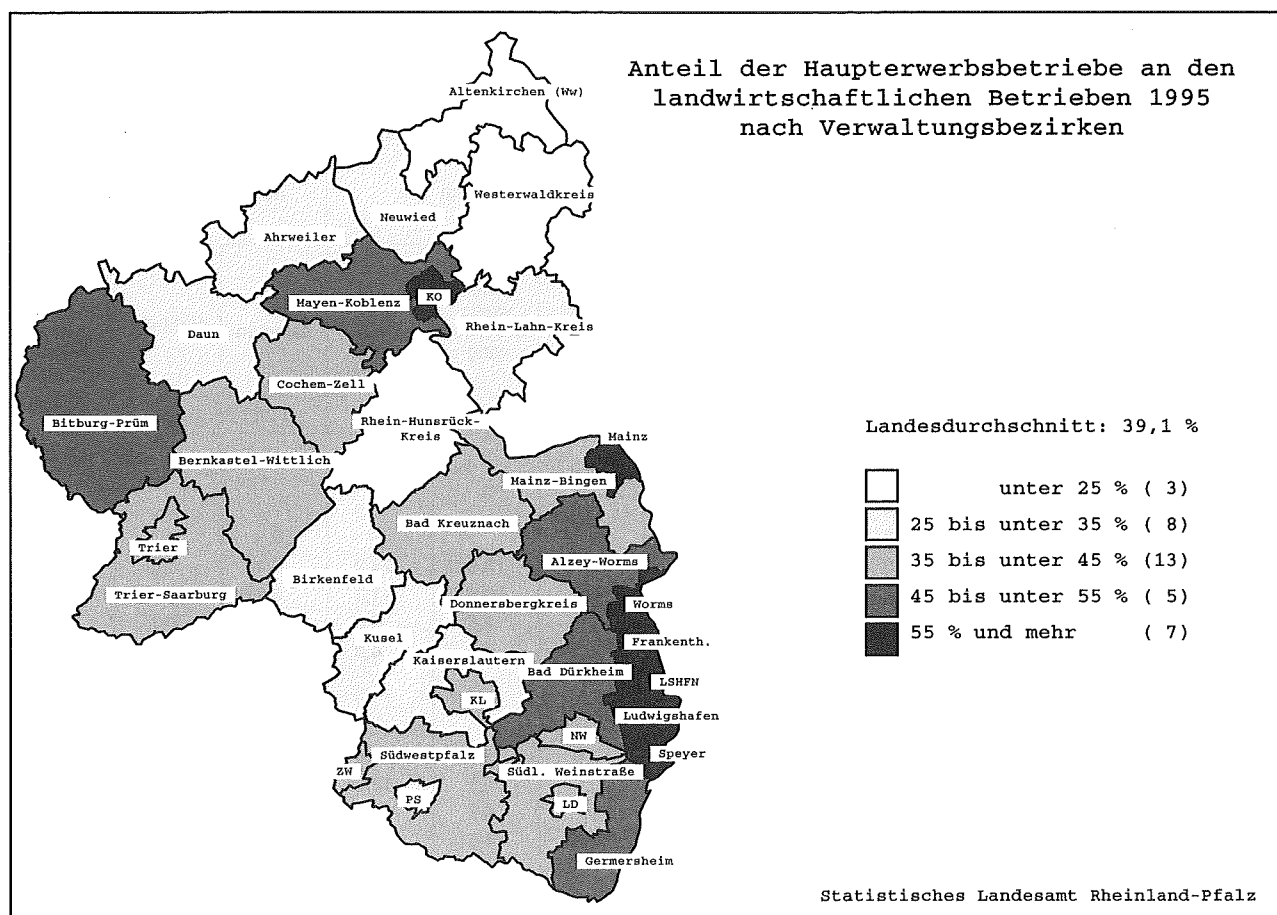 Anteil der Haupterwerbsbetriebe an den
landwirtschaftlichen Betrieben 1995
nach Verwaltungsbezirken
Altenkirchen (Ww)
Westerwaldkreis
Neuwied
Ahrweiler
Mayen-Koblenz
KO
Rhein-Lahn-Kreis
Daun
Cochem-Zell
Bitburg-Prüm
Rhein-Hunsrück-
Kreis
Mainz
Bernkastel-Wittlich
Mainz-Bingen
Bad Kreuznach
Trier
Alzey-Worms
Birkenfeld
Trier-Saarburg
Donnersbergkreis
Worms
Kusel
Frankenth.
Kaiserslautern
Bad Dürkheim
LSHFN
KL
Ludwigshafen
NW
Südwestpfalz
Speyer
ZW
Südl. Weinstraße
PS
LD
Germersheim
Landesdurchschnitt: 39,1 %
unter 25 % ( 3)
25 bis unter 35 % ( 8)
35 bis unter 45 % (13)
45 bis unter 55 % ( 5)
55 % und mehr ( 7)
Statistisches Landesamt Rheinland-Pfalz